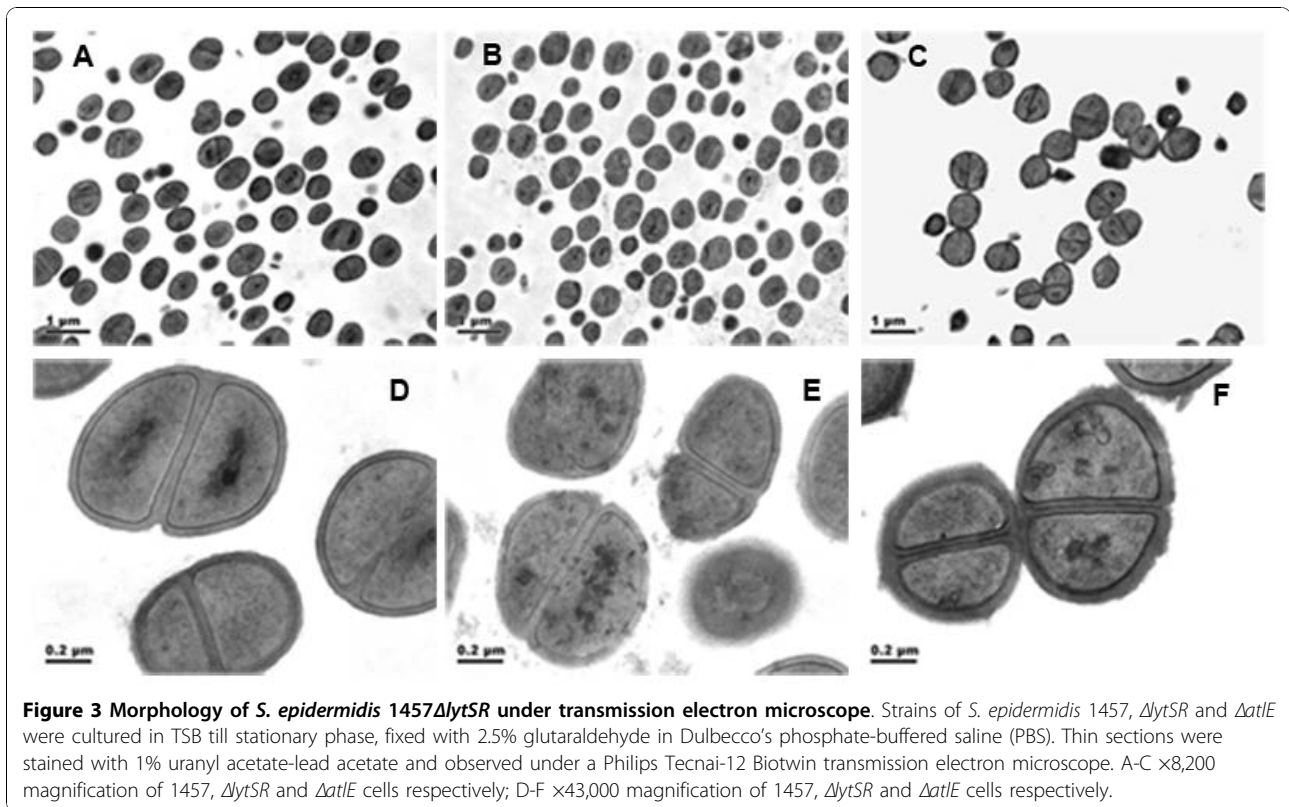 A
B
C
1 µm
1 µm
1 µm
D
E
F
0.2 µm
0.2 µm
0.2 µm
Figure 3 Morphology of S. epidermidis 1457ΔlytSR under transmission electron microscope. Strains of S. epidermidis 1457, ΔlytSR and ΔatlE
were cultured in TSB till stationary phase, fixed with 2.5% glutaraldehyde in Dulbecco's phosphate-buffered saline (PBS). Thin sections were
stained with 1% uranyl acetate-lead acetate and observed under a Philips Tecnai-12 Biotwin transmission electron microscope. A-C ×8,200
magnification of 1457, ΔlytSR and ΔatlE cells respectively; D-F ×43,000 magnification of 1457, ΔlytSR and ΔatlE cells respectively.